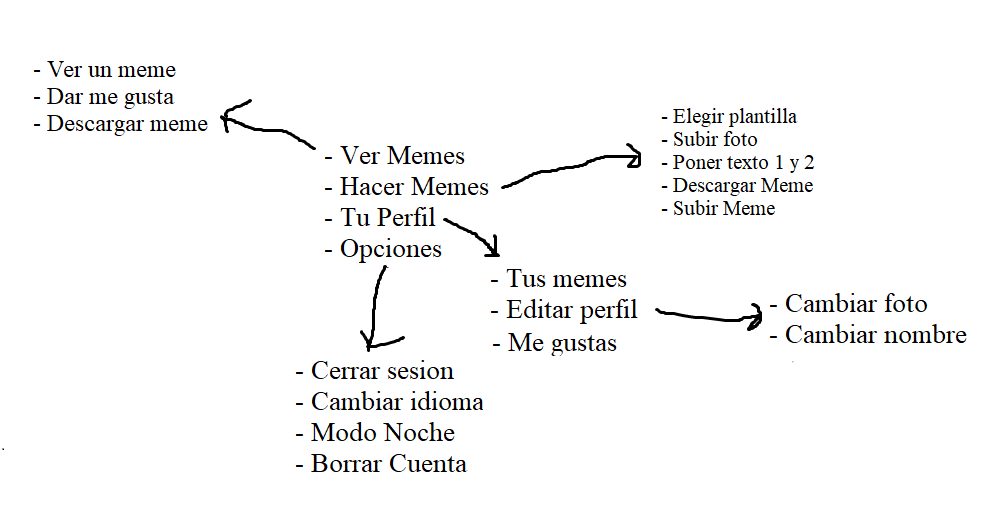 - Ver un meme
- Dar me gusta
- Descargar meme
- Ver Memes
- Hacer Memes
- Tu Perfil
- Opciones
- Elegir plantilla
- Subir foto
- Poner texto 1 y 2
- Descargar Meme
- Subir Meme
- Tus memes
- Editar perfil
- Me gustas
- Cambiar foto
- Cambiar nombre
- Cerrar sesion
- Cambiar idioma
- Modo Noche
- Borrar Cuenta